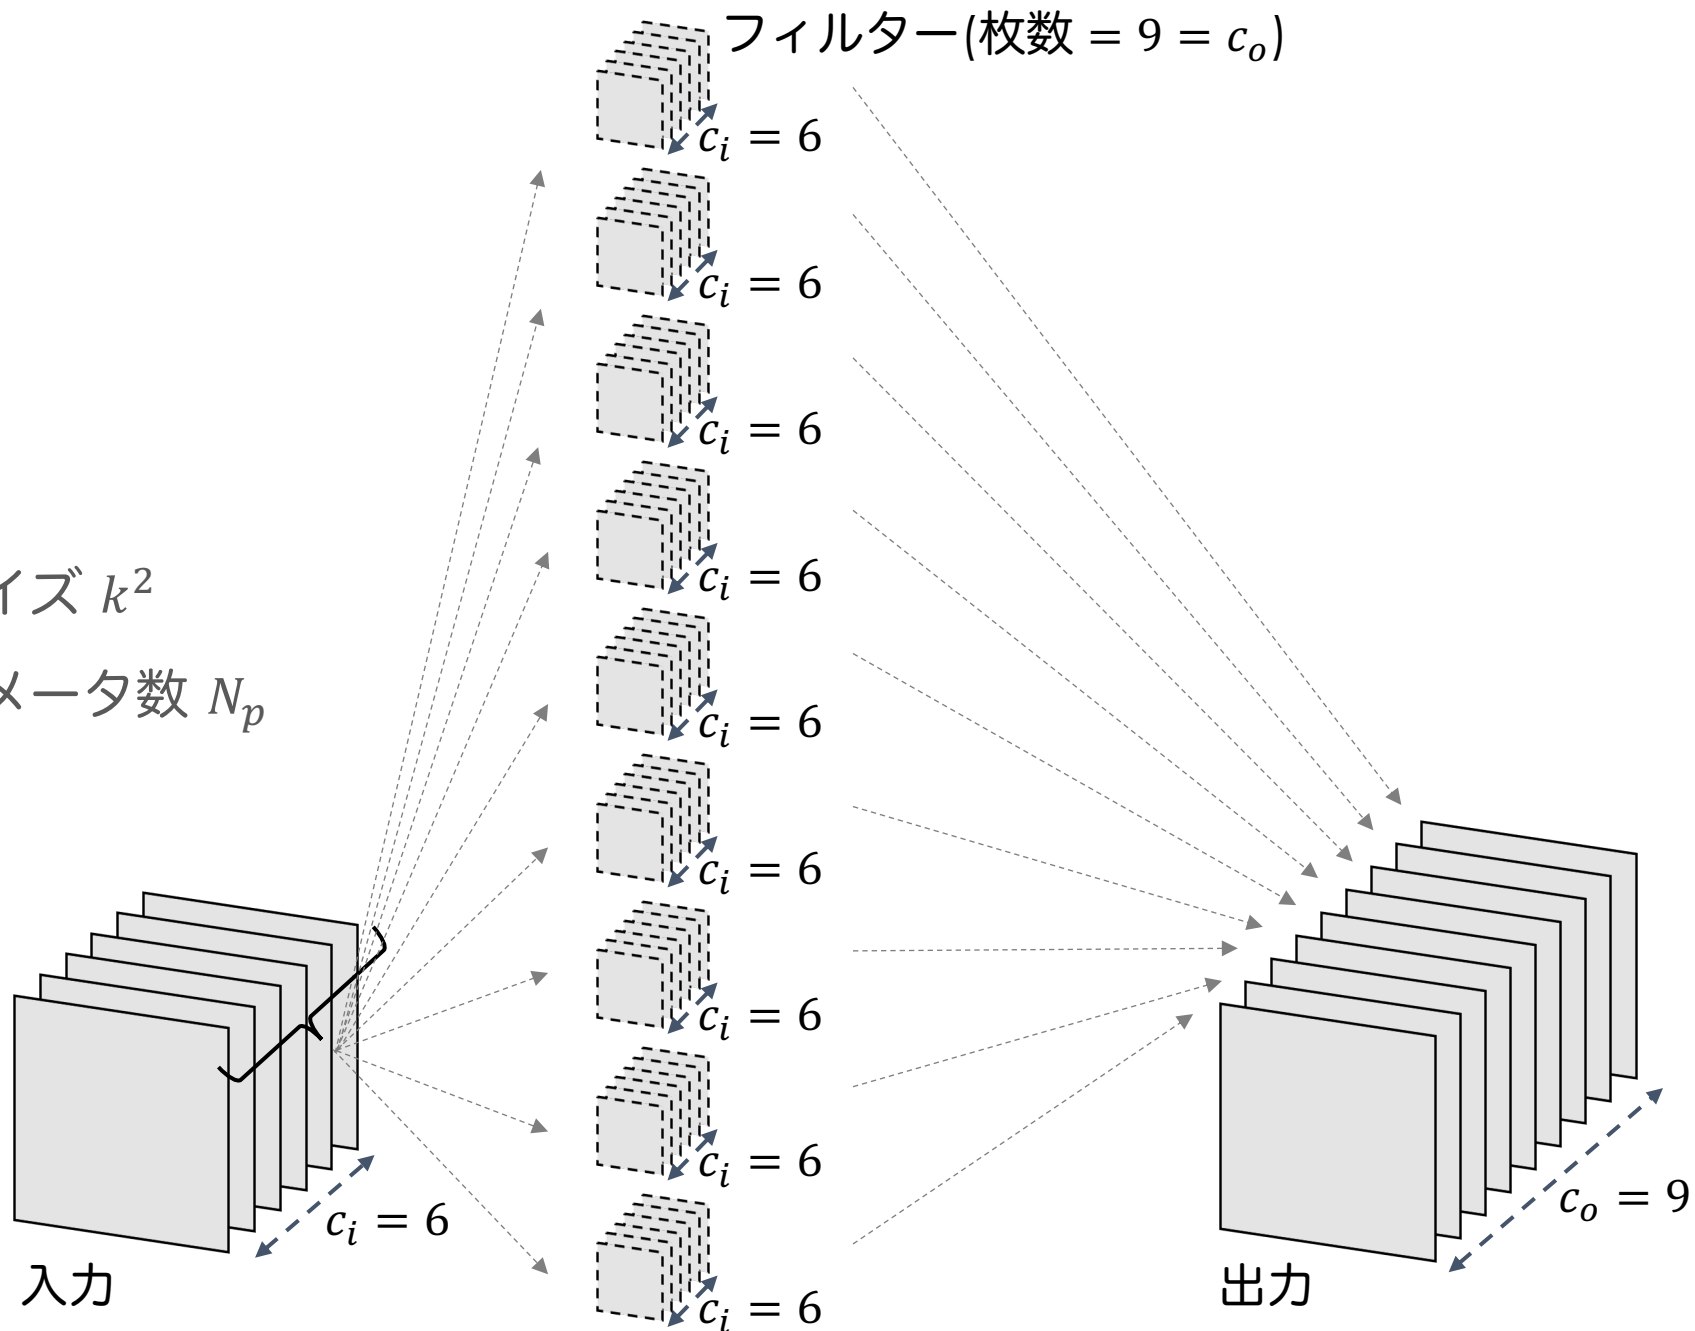 フィルター(枚数 = 9 = c_o)
c_i = 6
c_i = 6
c_i = 6
c_i = 6
イズ k²
c_i = 6
メータ数 N_p
c_i = 6
c_i = 6
c_i = 6
c_i = 6
c_i = 6
入力
c_o = 9
出力